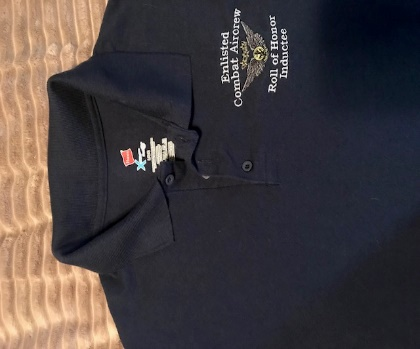 Enlisted
Combat Aircrew
Roll of Honor
Inductee